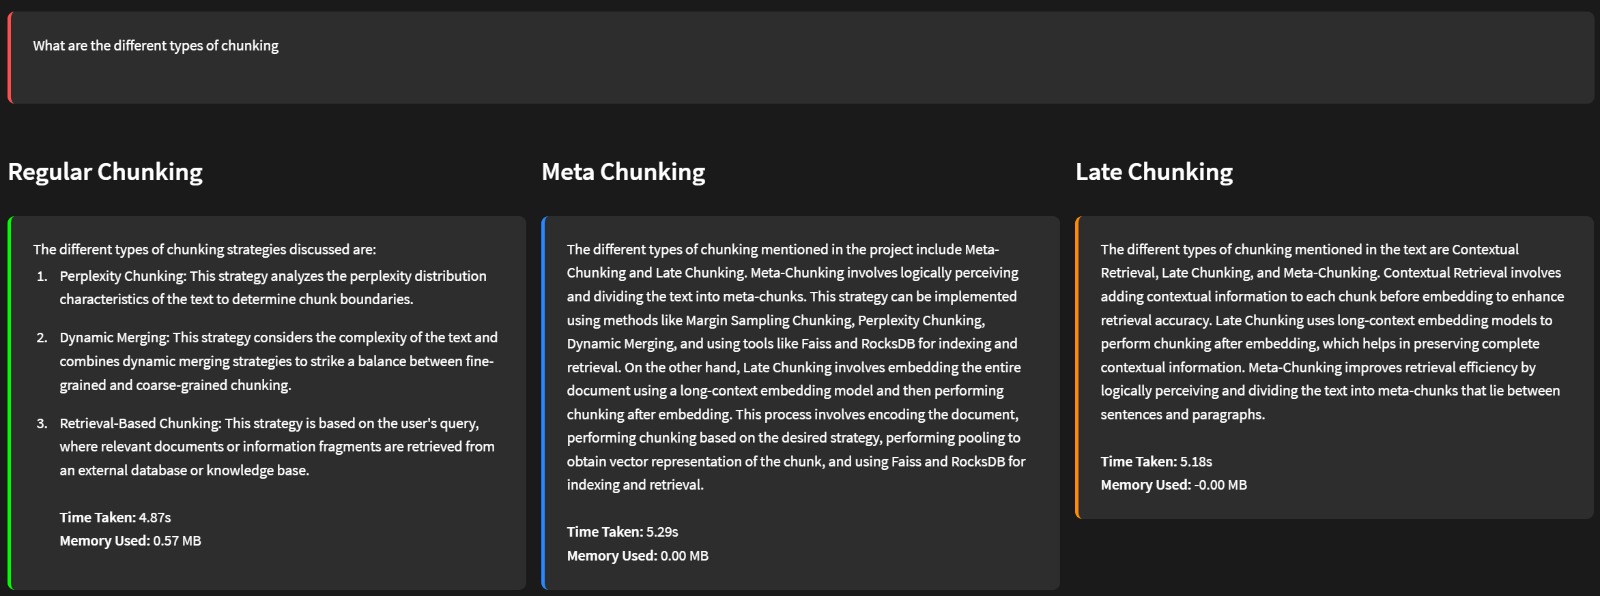 What are the different types of chunking
Regular Chunking
The different types of chunking strategies discussed are:
1. Perplexity Chunking: This strategy analyzes the perplexity distribution
characteristics of the text to determine chunk boundaries.
2. Dynamic Merging: This strategy considers the complexity of the text and
combines dynamic merging strategies to strike a balance between fine-
grained and coarse-grained chunking.
3. Retrieval-Based Chunking: This strategy is based on the user's query,
where relevant documents or information fragments are retrieved from
an external database or knowledge base.
Time Taken: 4.87s
Memory Used: 0.57 MB
Meta Chunking
The different types of chunking mentioned in the project include Meta-
Chunking and Late Chunking. Meta-Chunking involves logically perceiving
and dividing the text into meta-chunks. This strategy can be implemented
using methods like Margin Sampling Chunking, Perplexity Chunking,
Dynamic Merging, and using tools like Faiss and RocksDB for indexing and
retrieval. On the other hand, Late Chunking involves embedding the entire
document using a long-context embedding model and then performing
chunking after embedding. This process involves encoding the document,
performing chunking based on the desired strategy, performing pooling to
obtain vector representation of the chunk, and using Faiss and RocksDB for
indexing and retrieval.
Time Taken: 5.29s
Memory Used: 0.00 MB
Late Chunking
The different types of chunking mentioned in the text are Contextual
Retrieval, Late Chunking, and Meta-Chunking. Contextual Retrieval involves
adding contextual information to each chunk before embedding to enhance
retrieval accuracy. Late Chunking uses long-context embedding models to
perform chunking after embedding, which helps in preserving complete
contextual information. Meta-Chunking improves retrieval efficiency by
logically perceiving and dividing the text into meta-chunks that lie between
sentences and paragraphs.
Time Taken: 5.18s
Memory Used: -0.00 MB